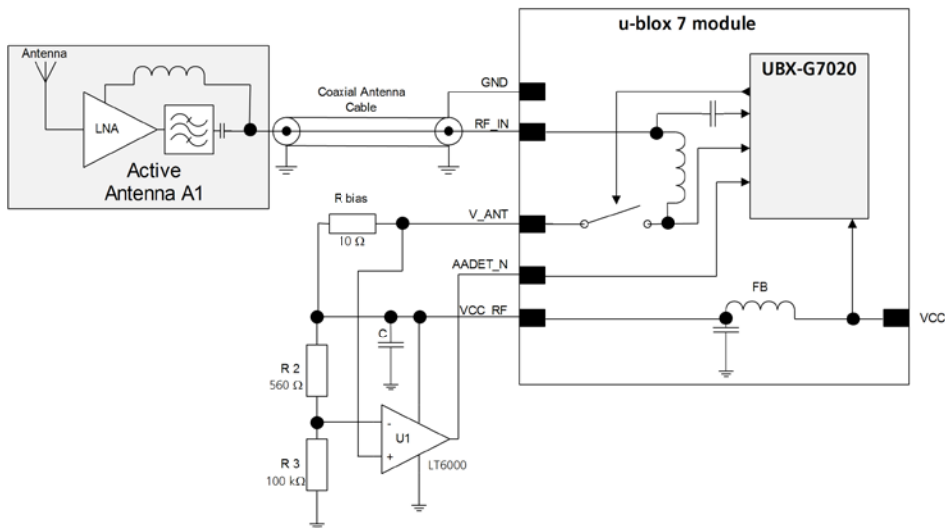 u-blox 7 module
Antenna
LNA
Active
Antenna A1
Coaxial Antenna
Cable
GND
RF_IN
UBX-G7020
R bias
10 Ω
V_ANT
AADET_N
VCC_RF
FB
VCC
C
R 2
560 Ω
R 3
100 kΩ
-
+
U1
LT6000